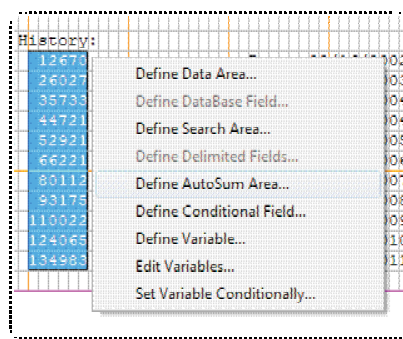 History:
12670
26027
35733
44721
52921
66221
80112
93175
110022
124065
134983
Define Data Area...
Define DataBase Field...
Define Search Area...
Define Delimited Fields...
Define AutoSum Area...
Define Conditional Field...
Define Variable...
Edit Variables...
Set Variable Conditionally...